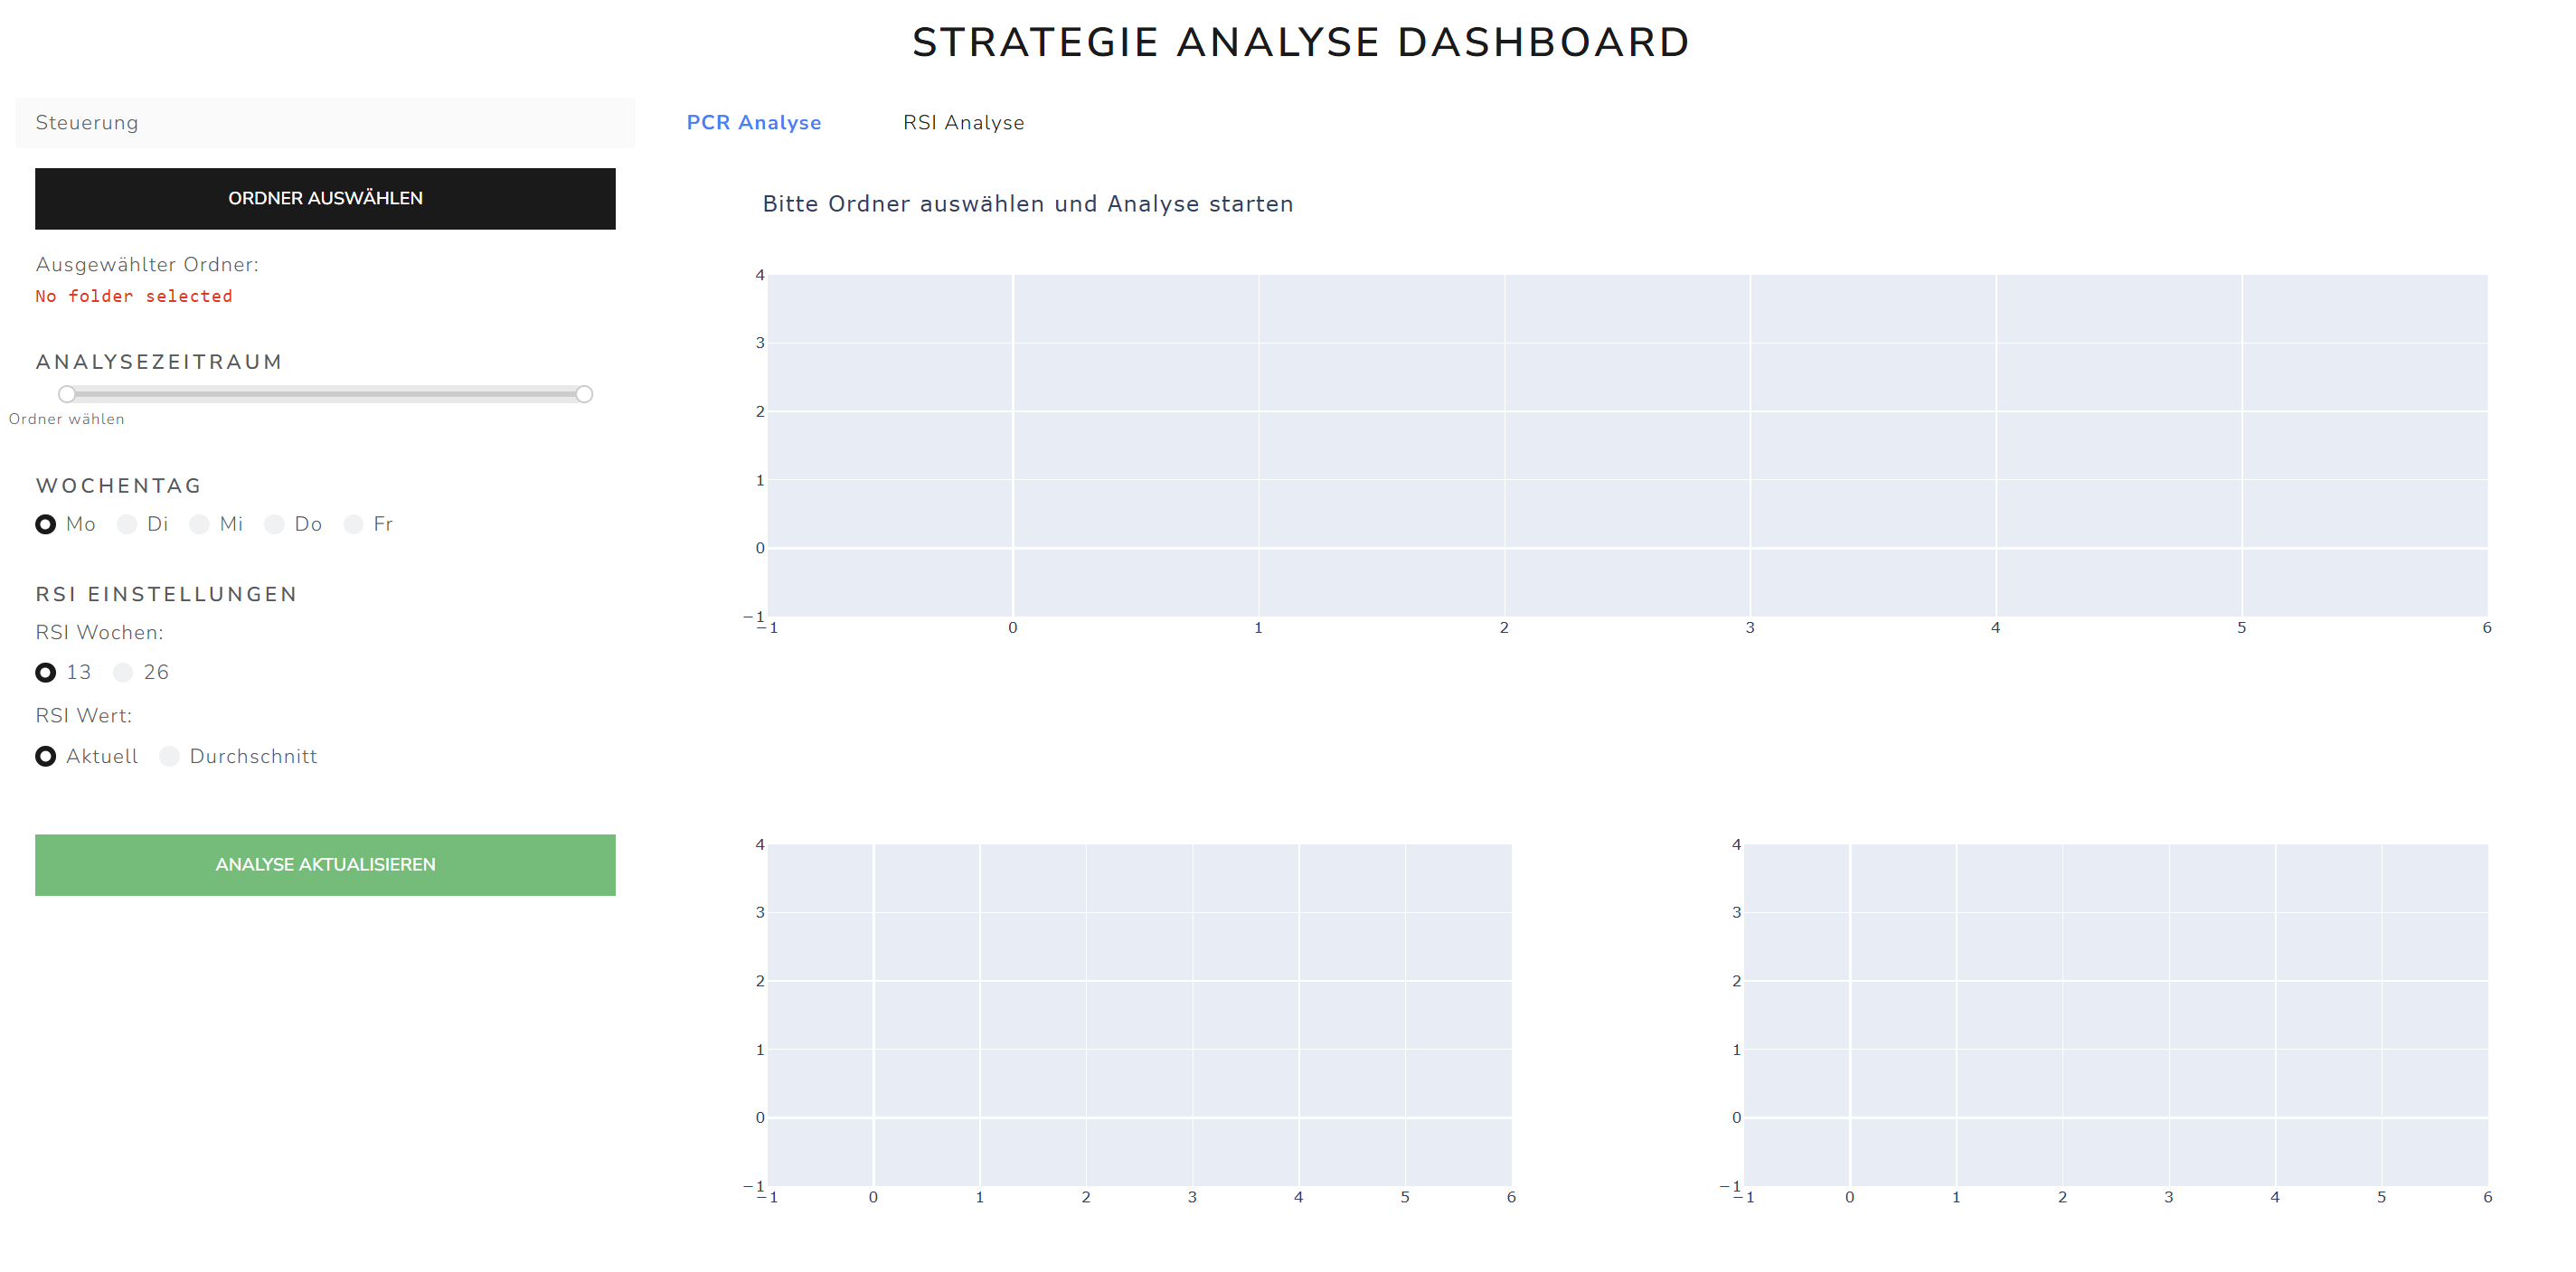 STRATEGIE ANALYSE DASHBOARD
Steuerung
ORDNER AUSWÄHLEN
Ausgewählter Ordner:
No folder selected
ANALYSEZEITRAUM
Ordner wählen
WOCHENTAG
Mo Di Mi Do Fr
RSI EINSTELLUNGEN
RSI Wochen:
13 26
RSI Wert:
Aktuell Durchschnitt
ANALYSE AKTUALISIEREN
PCR Analyse RSI Analyse
Bitte Ordner auswählen und Analyse starten
4
3
2
1
0
−1
−1 0 1 2 3 4 5 6
4
3
2
1
0
−1
−1 0 1 2 3 4 5 6
4
3
2
1
0
−1
−1 0 1 2 3 4 5 6